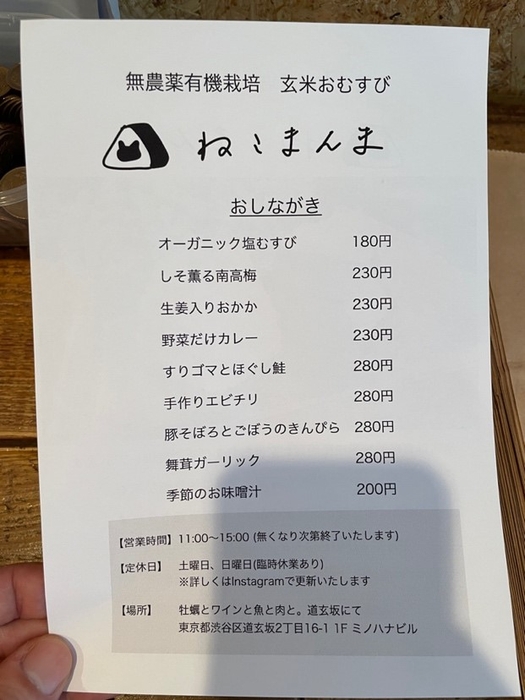 無農薬有機栽培 玄米おむすび
ねこまんま
おしながき
オーガニック塩むすび 180円
しそ薫る南高梅 230円
生姜入りおかか 230円
野菜だけカレー 230円
すりゴマとほぐし鮭 280円
手作りエビチリ 280円
豚そぼろとごぼうのきんぴら 280円
舞茸ガーリック 280円
季節のお味噌汁 200円
【営業時間】11:00〜15:00 (無くなり次第終了いたします)
【定休日】 土曜日、日曜日(臨時休業あり)
※詳しくはInstagramで更新いたします
【場所】 牡蠣とワインと魚と肉と。道玄坂にて
東京都渋谷区道玄坂2丁目16-1 1F ミノハナビル